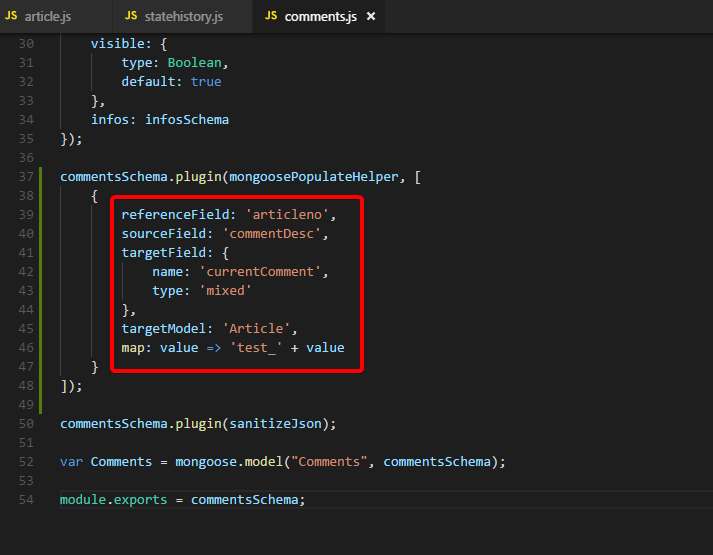 JS article.js JS statehistory.js JS comments.js ×
30 visible: {
31 type: Boolean,
32 default: true
33 },
34 infos: infosSchema
35 });
36
37 commentsSchema.plugin(mongoosePopulateHelper, [
38 {
39 referenceField: 'articleno',
40 sourceField: 'commentDesc',
41 targetField: {
42 name: 'currentComment',
43 type: 'mixed'
44 },
45 targetModel: 'Article',
46 map: value => 'test_' + value
47 }
48 ]);
49
50 commentsSchema.plugin(sanitizeJson);
51
52 var Comments = mongoose.model("Comments", commentsSchema);
53
54 module.exports = commentsSchema;